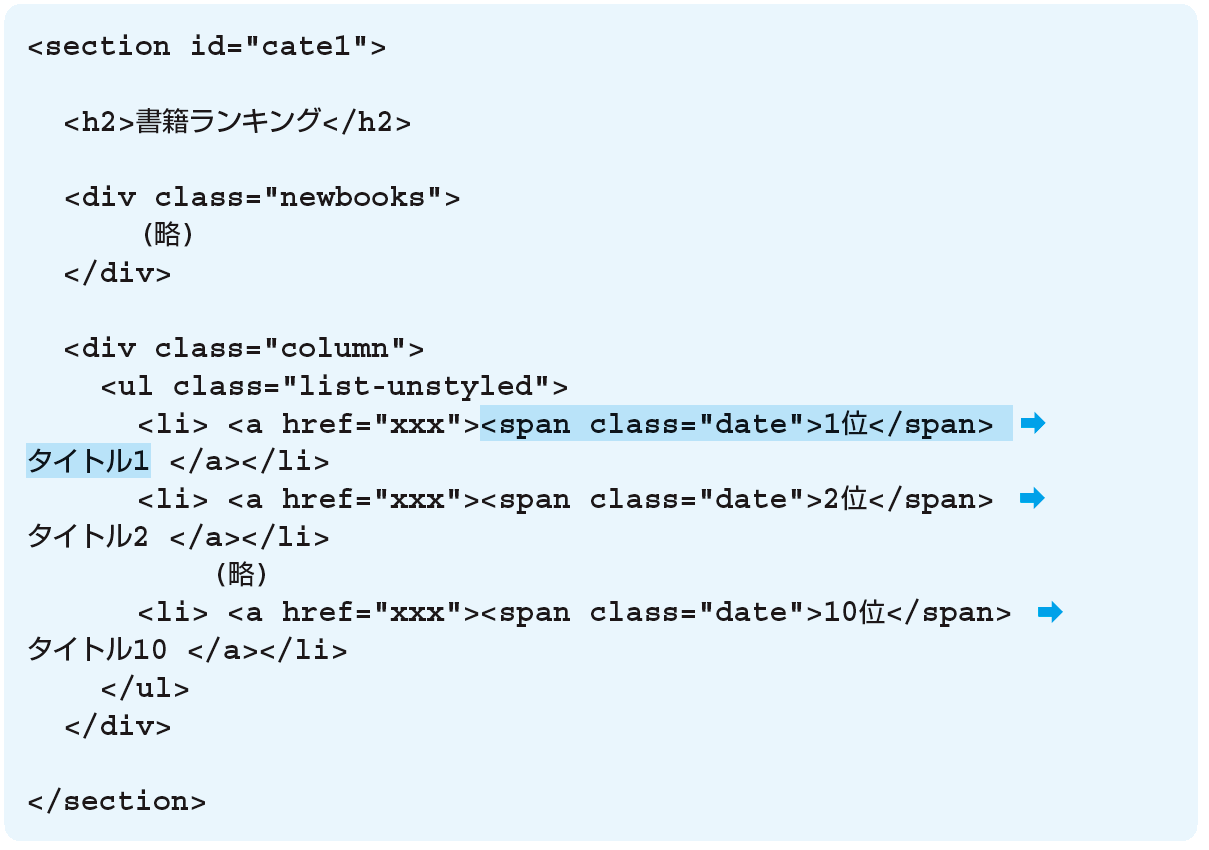 <section id="cate1">
<h2>書籍ランキング</h2>
<div class="newbooks">
(略)
</div>
<div class="column">
<ul class="list-unstyled">
<li> <a href="xxx"><span class="date">1位</span> ➡
タイトル1 </a></li>
<li> <a href="xxx"><span class="date">2位</span> ➡
タイトル2 </a></li>
(略)
<li> <a href="xxx"><span class="date">10位</span> ➡
タイトル10 </a></li>
</ul>
</div>
</section>